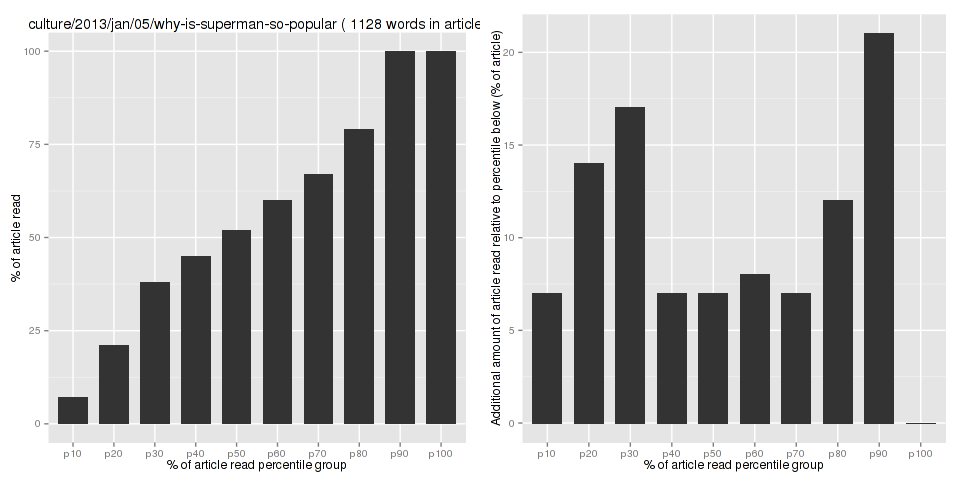 culture/2013/jan/05/why-is-superman-so-popular ( 1128 words in article
100
75
50
25
0
% of article read
p10 p20 p30 p40 p50 p60 p70 p80 p90 p100
% of article read percentile group
20
15
10
5
0
Additional amount of article read relative to percentile below (% of article)
p10 p20 p30 p40 p50 p60 p70 p80 p90 p100
% of article read percentile group